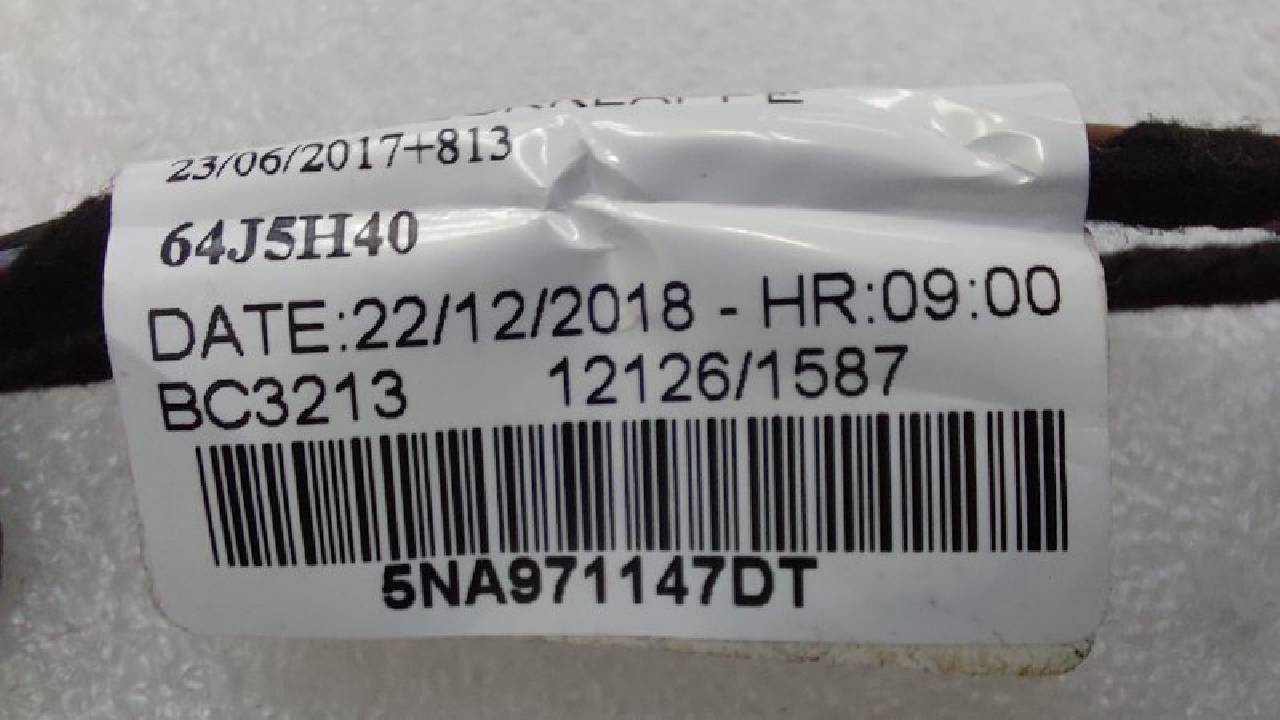 23/06/2017+813
64J5H40
DATE:22/12/2018 - HR:09:00
BC3213 12126/1587
5NA971147DT